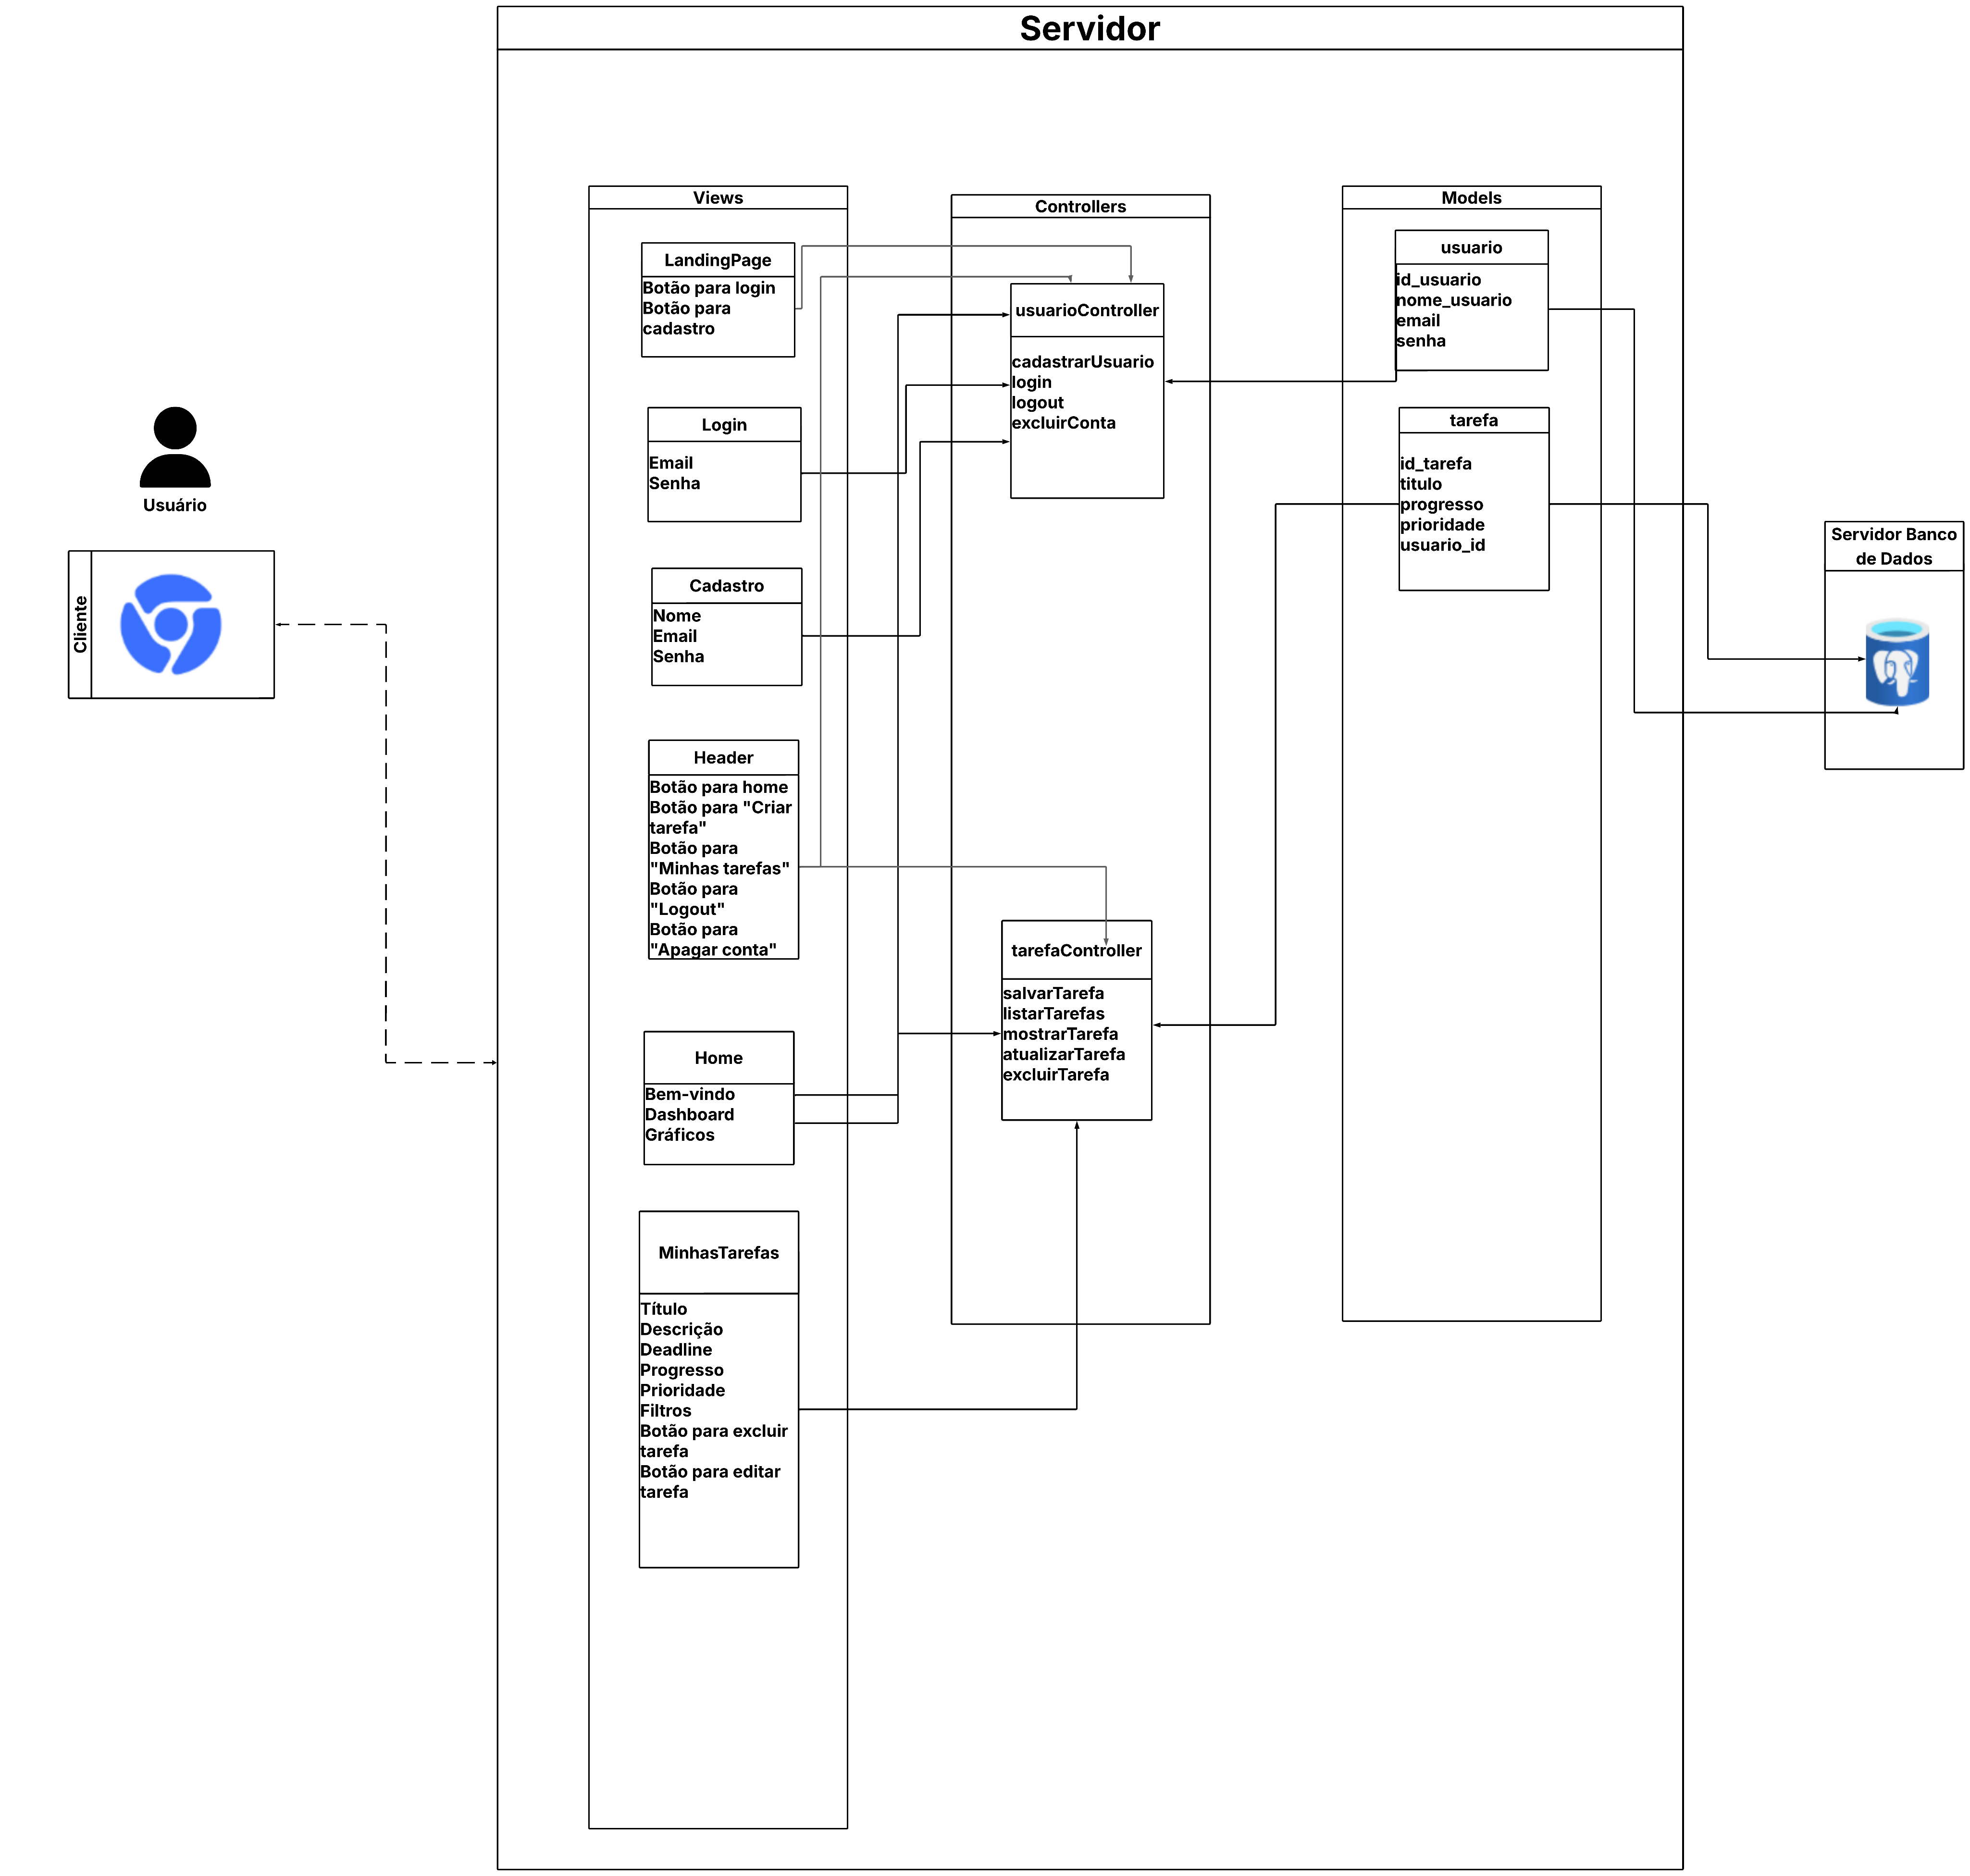 Servidor
Usuário
Cliente
Views
LandingPage
Botão para login
Botão para
cadastro
Login
Email
Senha
Cadastro
Nome
Email
Senha
Header
Botão para home
Botão para "Criar
tarefa"
Botão para
"Minhas tarefas"
Botão para
"Logout"
Botão para
"Apagar conta"
Home
Bem-vindo
Dashboard
Gráficos
MinhasTarefas
Título
Descrição
Deadline
Progresso
Prioridade
Filtros
Botão para excluir
tarefa
Botão para editar
tarefa
Controllers
usuarioController
cadastrarUsuario
login
logout
excluirConta
tarefaController
salvarTarefa
listarTarefas
mostrarTarefa
atualizarTarefa
excluirTarefa
Models
usuario
id_usuario
nome_usuario
email
senha
tarefa
id_tarefa
titulo
progresso
prioridade
usuario_id
Servidor Banco
de Dados